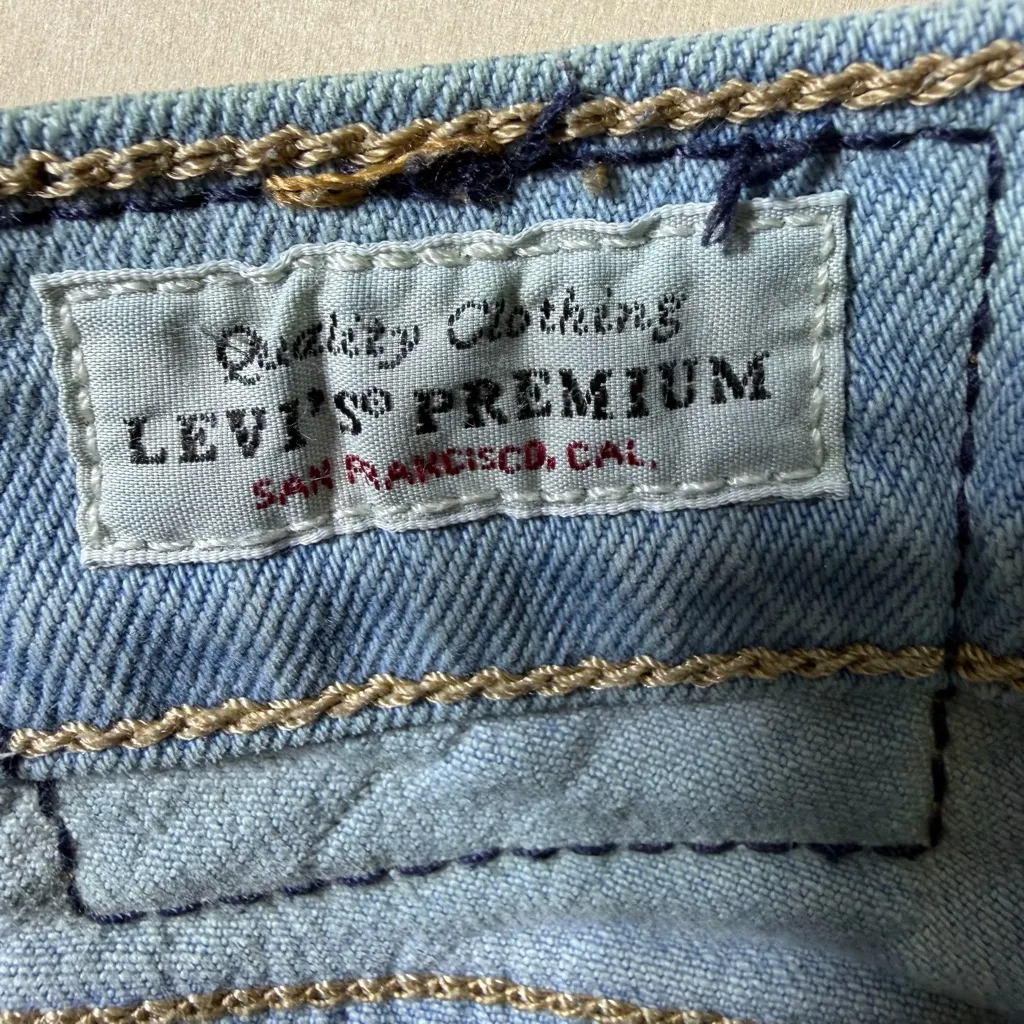 Quality Clothing
LEVI'S® PREMIUM
SAN FRANCISCO, CAL.